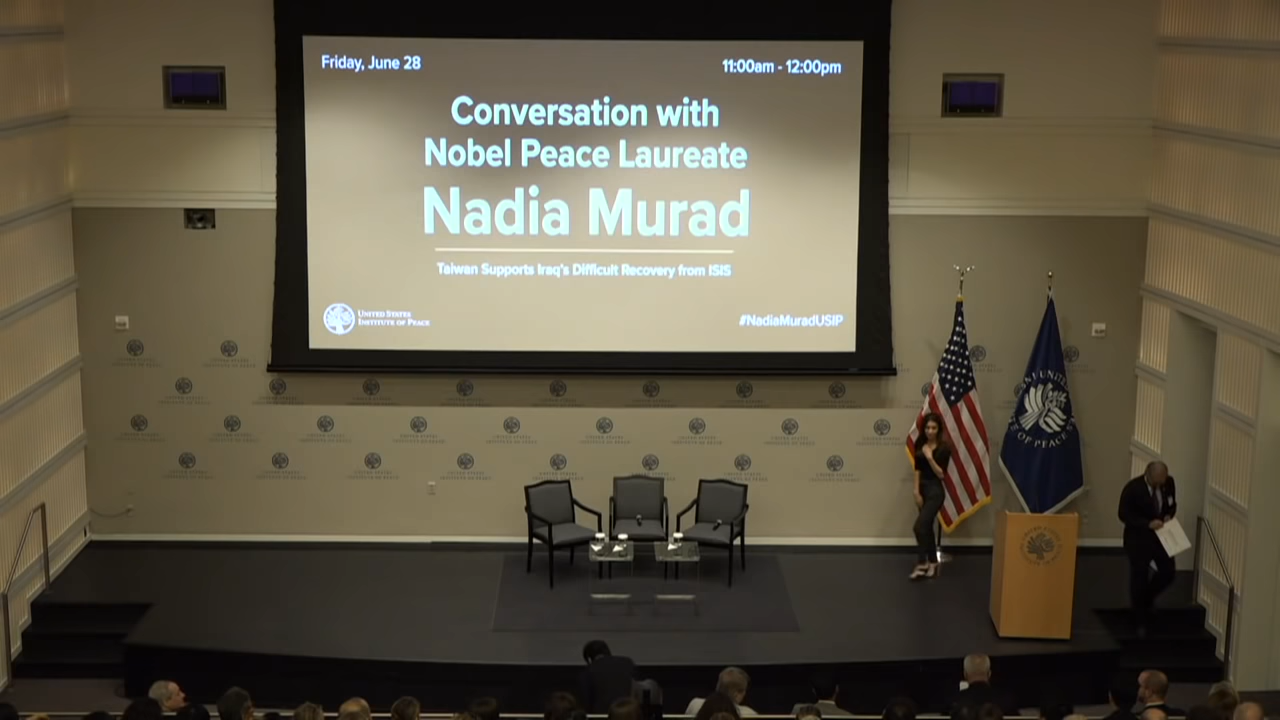 Friday, June 28
11:00am - 12:00pm
Conversation with
Nobel Peace Laureate
Nadia Murad
Taiwan Supports Iraq's Difficult Recovery from ISIS
UNITED STATES
INSTITUTE OF PEACE
#NadiaMuradUSIP